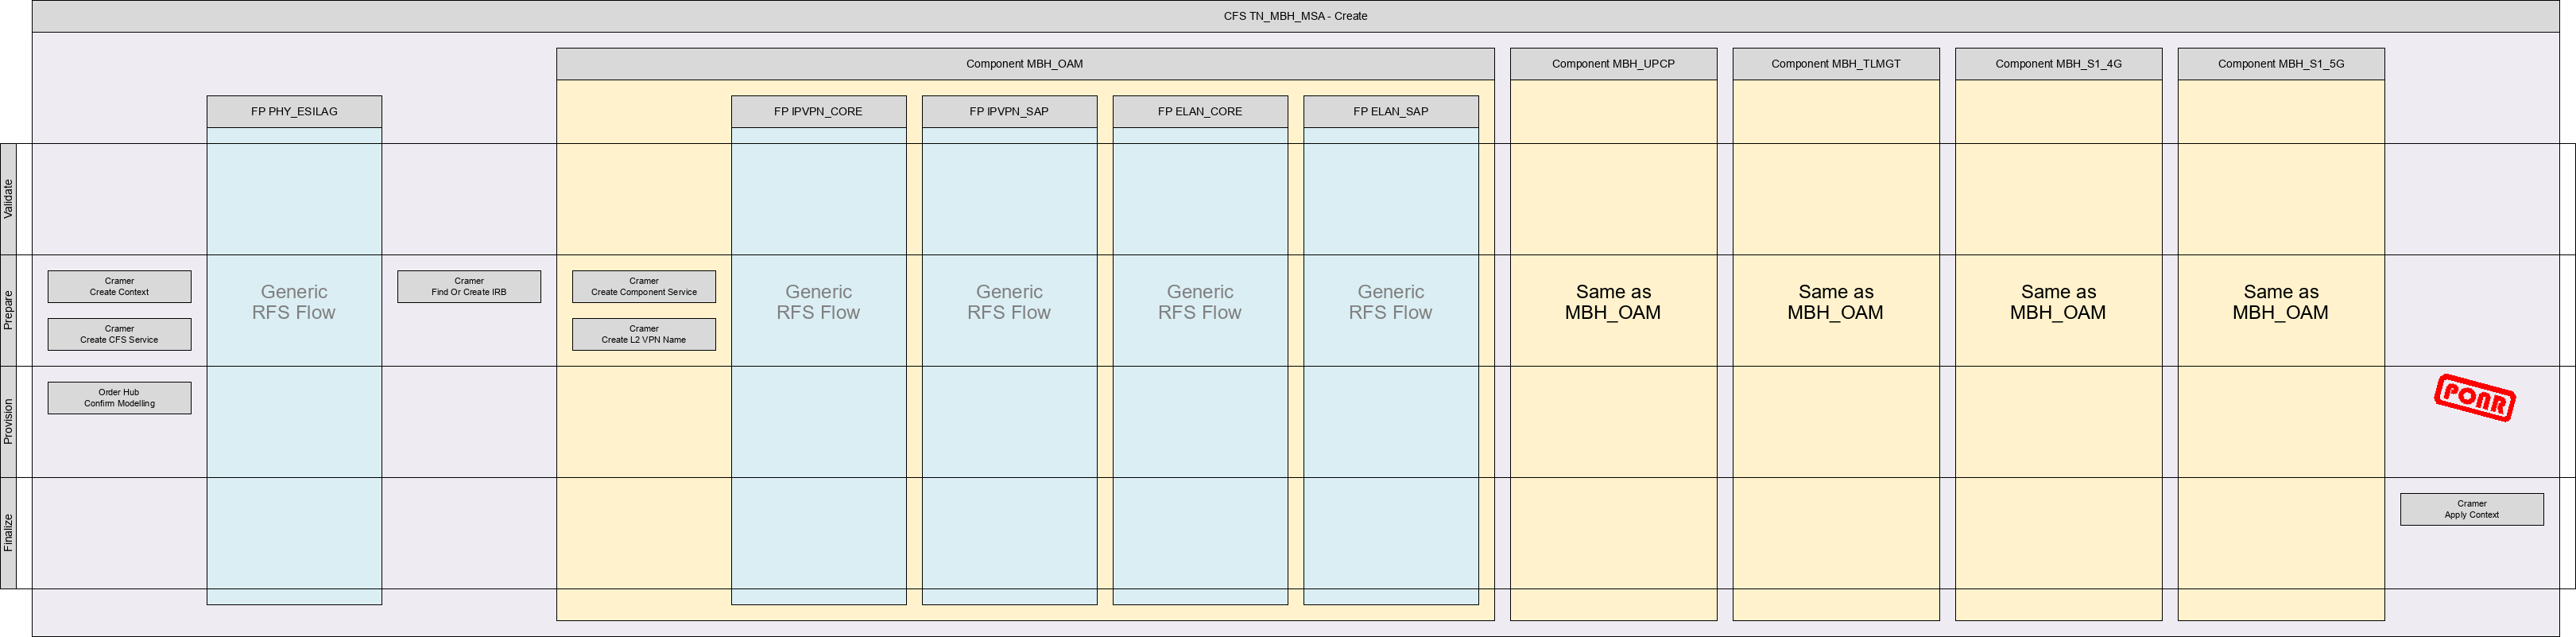 CFS TN_MBH_MSA - Create
Component MBH_OAM
Component MBH_UPCP
Component MBH_TLMGT
Component MBH_S1_4G
Component MBH_S1_5G
FP PHY_ESILAG
FP IPVPN_CORE
FP IPVPN_SAP
FP ELAN_CORE
FP ELAN_SAP
Validate
Prepare
Cramer
Create Context
Cramer
Create CFS Service
Generic
RFS Flow
Cramer
Find Or Create IRB
Cramer
Create Component Service
Cramer
Create L2 VPN Name
Generic
RFS Flow
Generic
RFS Flow
Generic
RFS Flow
Generic
RFS Flow
Same as
MBH_OAM
Same as
MBH_OAM
Same as
MBH_OAM
Same as
MBH_OAM
Provision
Order Hub
Confirm Modelling
PONR
Finalize
Cramer
Apply Context